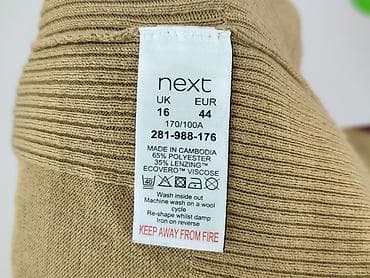 next
UK EUR
16 44
170/100A
281-988-176
MADE IN CAMBODIA
65% POLYESTER
35% LENZING™
ECOVERO™ VISCOSE
40
Wash inside out
Machine wash on a wool
cycle
Re-shape whilst damp
Iron on reverse
KEEP AWAY FROM FIRE